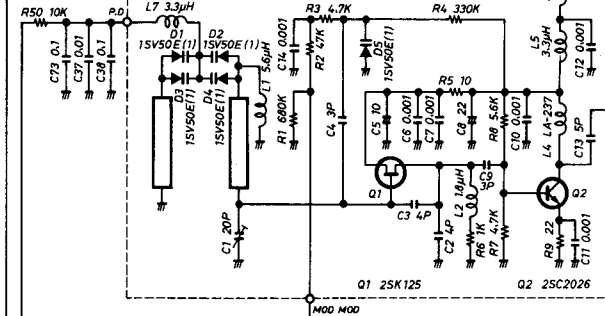 R50 10K
P.D
L7 3.3μH
D1
1SV50E(1)
D2
1SV50E(1)
D3
1SV50E(1)
D4
1SV50E(1)
L1 5.6μH
C73 0.1
C37 0.01
C38 0.1
C1 20P
C14 0.001
R3 4.7K
R2 47K
R1 680K
C4 3P
D5
1SV50E(1)
R4 330K
C5 10
C6 0.001
C7 0.001
R5 10
C8 22
R8 5.6K
C10 0.001
L5
3.3μH
C12 0.001
L4 LA-237
C13 5P
Q1
C3 4P
C2 4P
L2 1.8μH
R6 1K
C9
3P
R7 4.7K
Q2
R9 22
C11 0.001
Q1 2SK125
Q2 2SC2026
MOD MOD